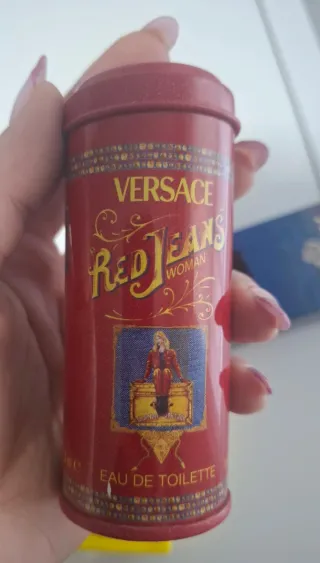 VERSACE
RED JEANS
WOMAN
EAU DE TOILETTE